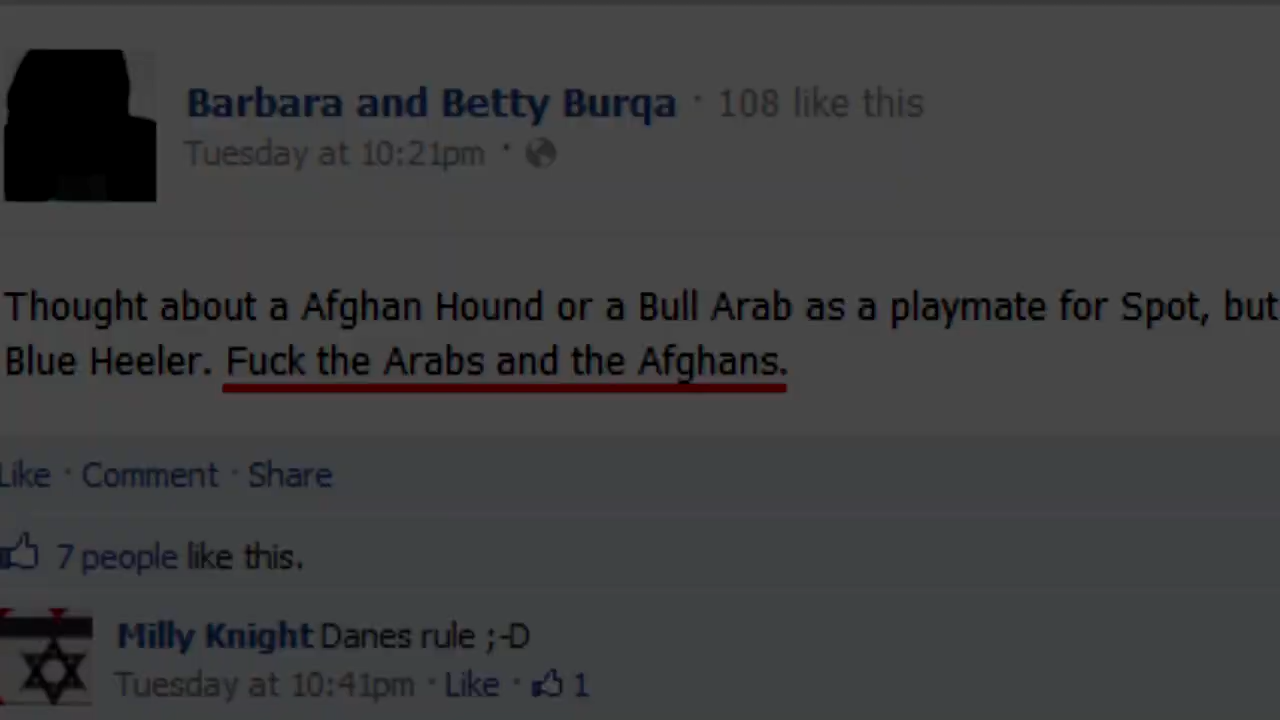 Barbara and Betty Burqa · 108 like this
Tuesday at 10:21pm ·
Thought about a Afghan Hound or a Bull Arab as a playmate for Spot, but
Blue Heeler. Fuck the Arabs and the Afghans.
Like · Comment · Share
7 people like this.
Milly Knight Danes rule ;-D
Tuesday at 10:41pm · Like · 1